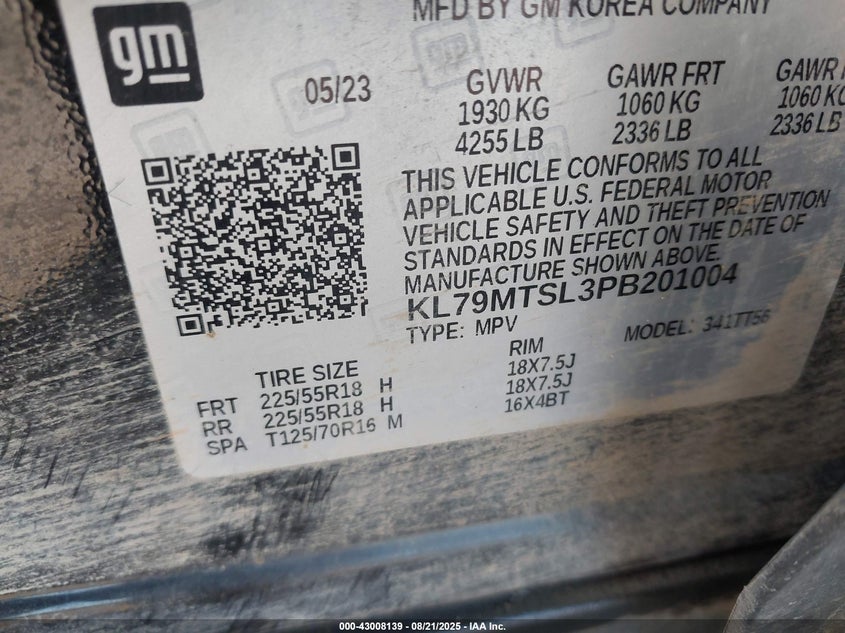 MFD BY GM KOREA COMPANY
gm
05/23
GVWR GAWR FRT GAWR
1930 KG 1060 KG 1060 KG
4255 LB 2336 LB 2336 LB
THIS VEHICLE CONFORMS TO ALL
APPLICABLE U.S. FEDERAL MOTOR
VEHICLE SAFETY AND THEFT PREVENTION
STANDARDS IN EFFECT ON THE DATE OF
MANUFACTURE SHOWN ABOVE.
KL79MTSL3PB201004
TYPE: MPV MODEL: 341TT56
TIRE SIZE RIM
FRT 225/55R18 H 18X7.5J
RR 225/55R18 H 18X7.5J
SPA T125/70R16 M 16X4BT
000-43008139 - 08/21/2025 - IAA Inc.